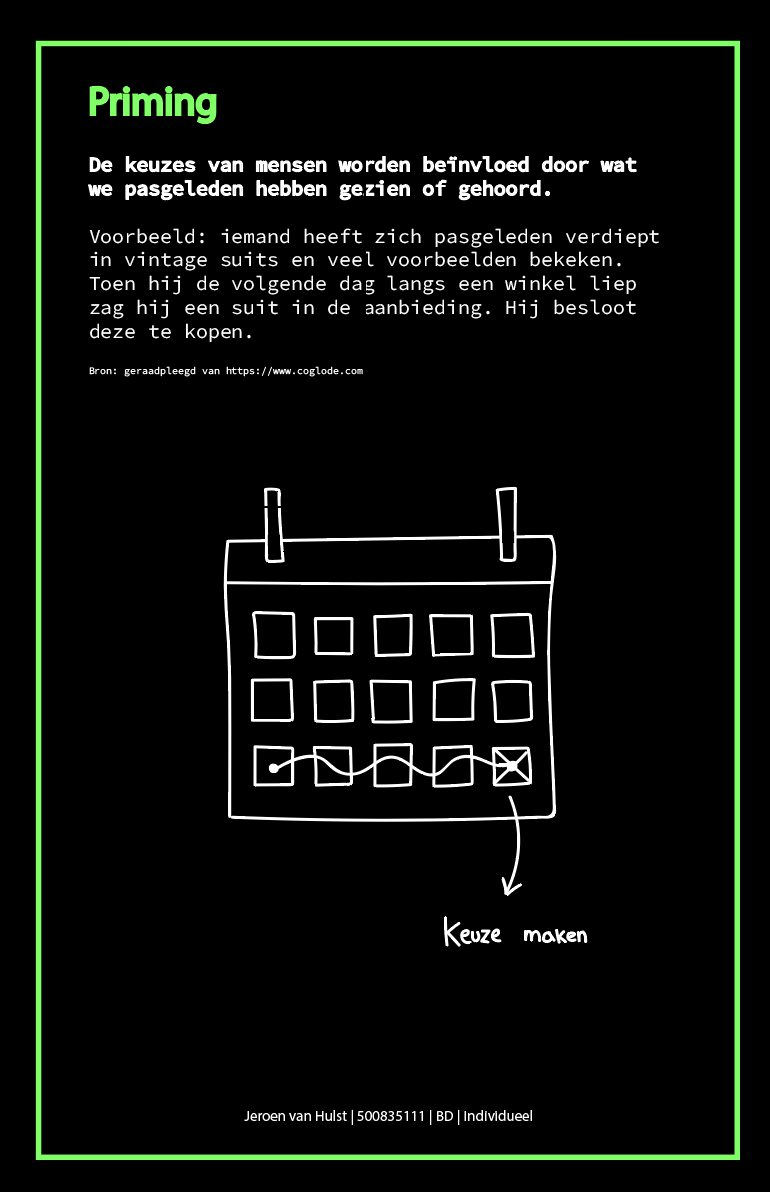 Priming
De keuzes van mensen worden beïnvloed door wat
we pasgeleden hebben gezien of gehoord.
Voorbeeld: iemand heeft zich pasgeleden verdiept
in vintage suits en veel voorbeelden bekeken.
Toen hij de volgende dag langs een winkel liep
zag hij een suit in de aanbieding. Hij besloot
deze te kopen.
Bron: geraadpleegd van https://www.coglode.com
Keuze maken
Jeroen van Hulst | 500835111 | BD | Individueel